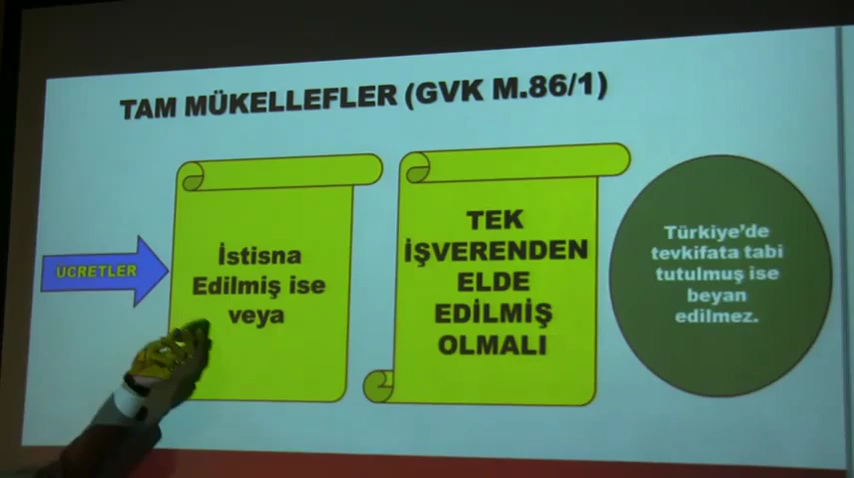 TAM MÜKELLEFLER (GVK M.86/1)
ÜCRETLER
İstisna
Edilmiş ise
veya
TEK
İŞVERENDEN
ELDE
EDİLMİŞ
OLMALI
Türkiye’de
tevkifata tabi
tutulmuş ise
beyan
edilmez.